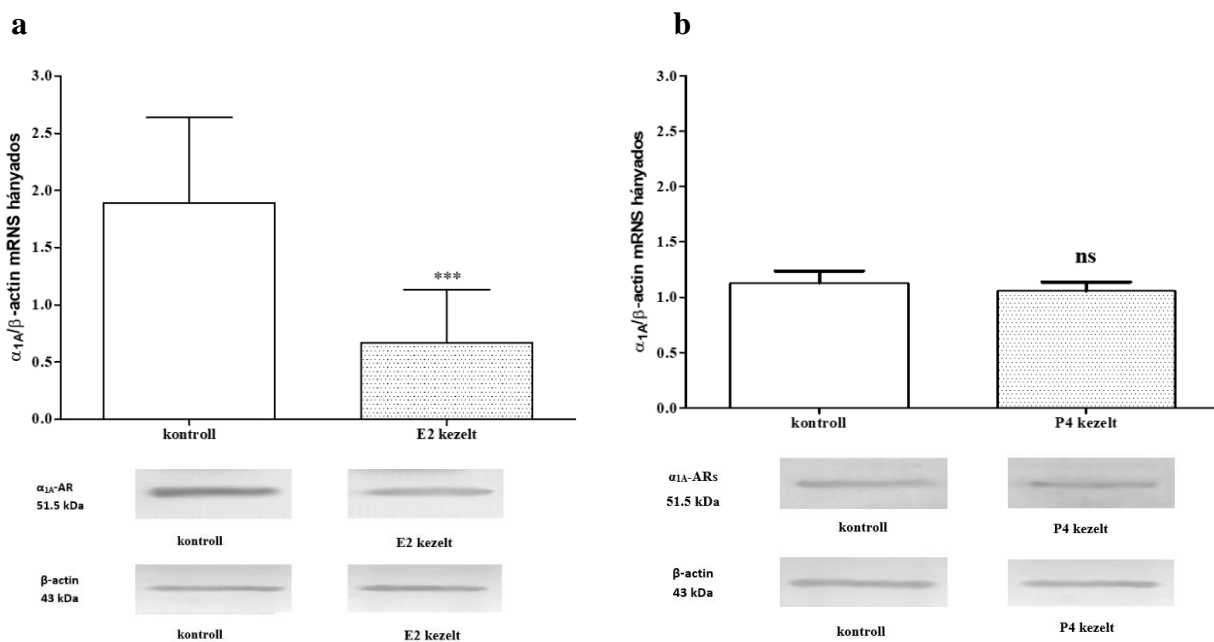 a
3.0
2.5
2.0
1.5
1.0
0.5
0.0
α1A/β-actin mRNS hányados
***
kontroll
E2 kezelt
α1A-AR
51.5 kDa
kontroll
E2 kezelt
β-actin
43 kDa
kontroll
E2 kezelt
b
3.0
2.5
2.0
1.5
1.0
0.5
0.0
α1A/β-actin mRNS hányados
ns
kontroll
P4 kezelt
α1A-ARs
51.5 kDa
kontroll
P4 kezelt
β-actin
43 kDa
kontroll
P4 kezelt